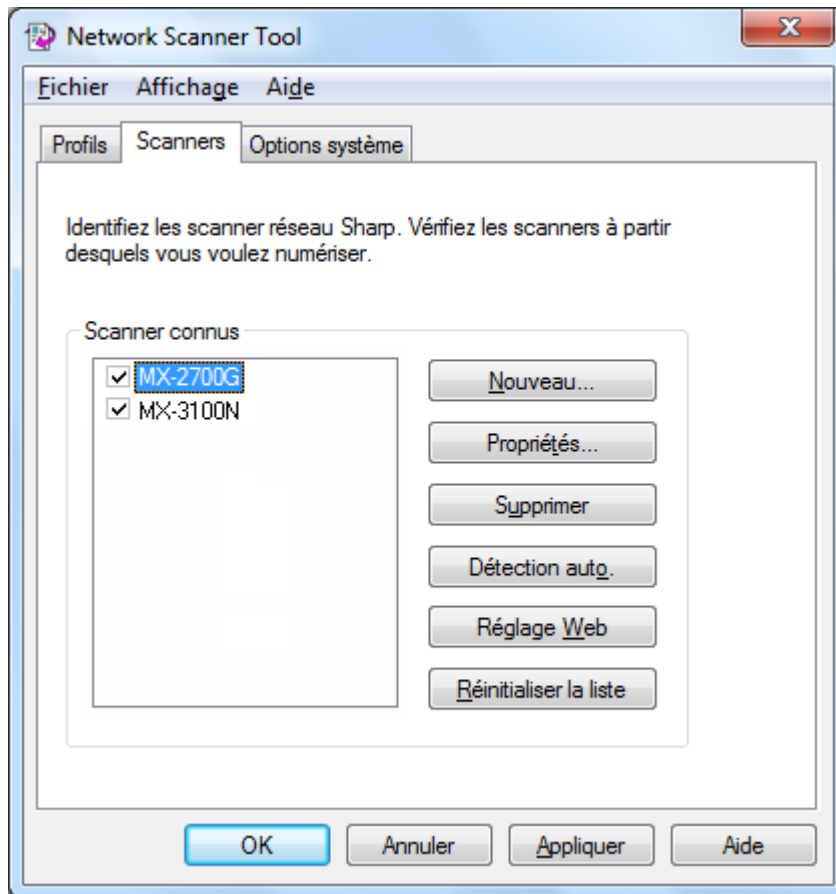 Network Scanner Tool
Fichier Affichage Aide
Profils Scanners Options système
Identifiez les scanner réseau Sharp. Vérifiez les scanners à partir
desquels vous voulez numériser.
Scanner connus
MX-2700G
MX-3100N
Nouveau...
Propriétés...
Supprimer
Détection auto.
Réglage Web
Réinitialiser la liste
OK Annuler Appliquer Aide